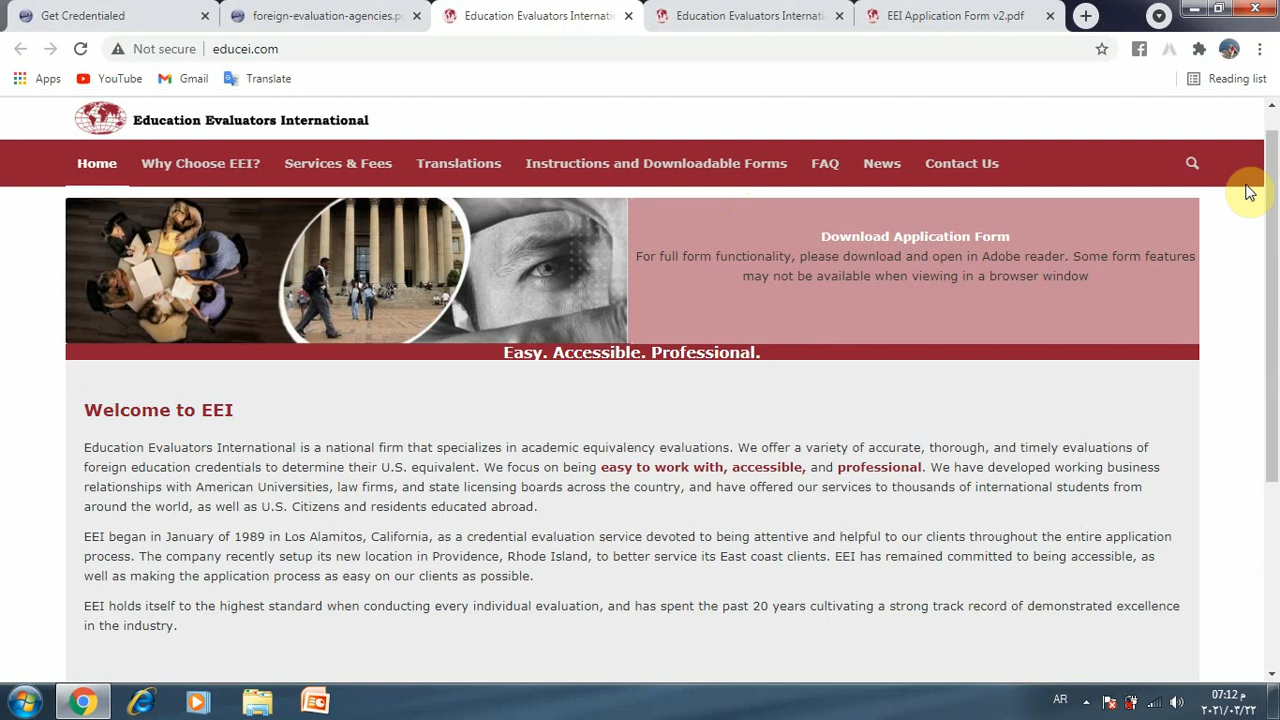 Get Credentialed
foreign-evaluation-agencies.p
Education Evaluators Internati
Education Evaluators Internati
EEI Application Form v2.pdf
Not secure educei.com
Apps YouTube Gmail Translate Reading list
Education Evaluators International
Home Why Choose EEI? Services & Fees Translations Instructions and Downloadable Forms FAQ News Contact Us
Download Application Form
For full form functionality, please download and open in Adobe reader. Some form features
may not be available when viewing in a browser window
Easy. Accessible. Professional.
Welcome to EEI
Education Evaluators International is a national firm that specializes in academic equivalency evaluations. We offer a variety of accurate, thorough, and timely evaluations of
foreign education credentials to determine their U.S. equivalent. We focus on being easy to work with, accessible, and professional. We have developed working business
relationships with American Universities, law firms, and state licensing boards across the country, and have offered our services to thousands of international students from
around the world, as well as U.S. Citizens and residents educated abroad.
EEI began in January of 1989 in Los Alamitos, California, as a credential evaluation service devoted to being attentive and helpful to our clients throughout the entire application
process. The company recently setup its new location in Providence, Rhode Island, to better service its East coast clients. EEI has remained committed to being accessible, as
well as making the application process as easy on our clients as possible.
EEI holds itself to the highest standard when conducting every individual evaluation, and has spent the past 20 years cultivating a strong track record of demonstrated excellence
in the industry.
AR
07:12 م
٢٠٢١/٠٣/٢٢